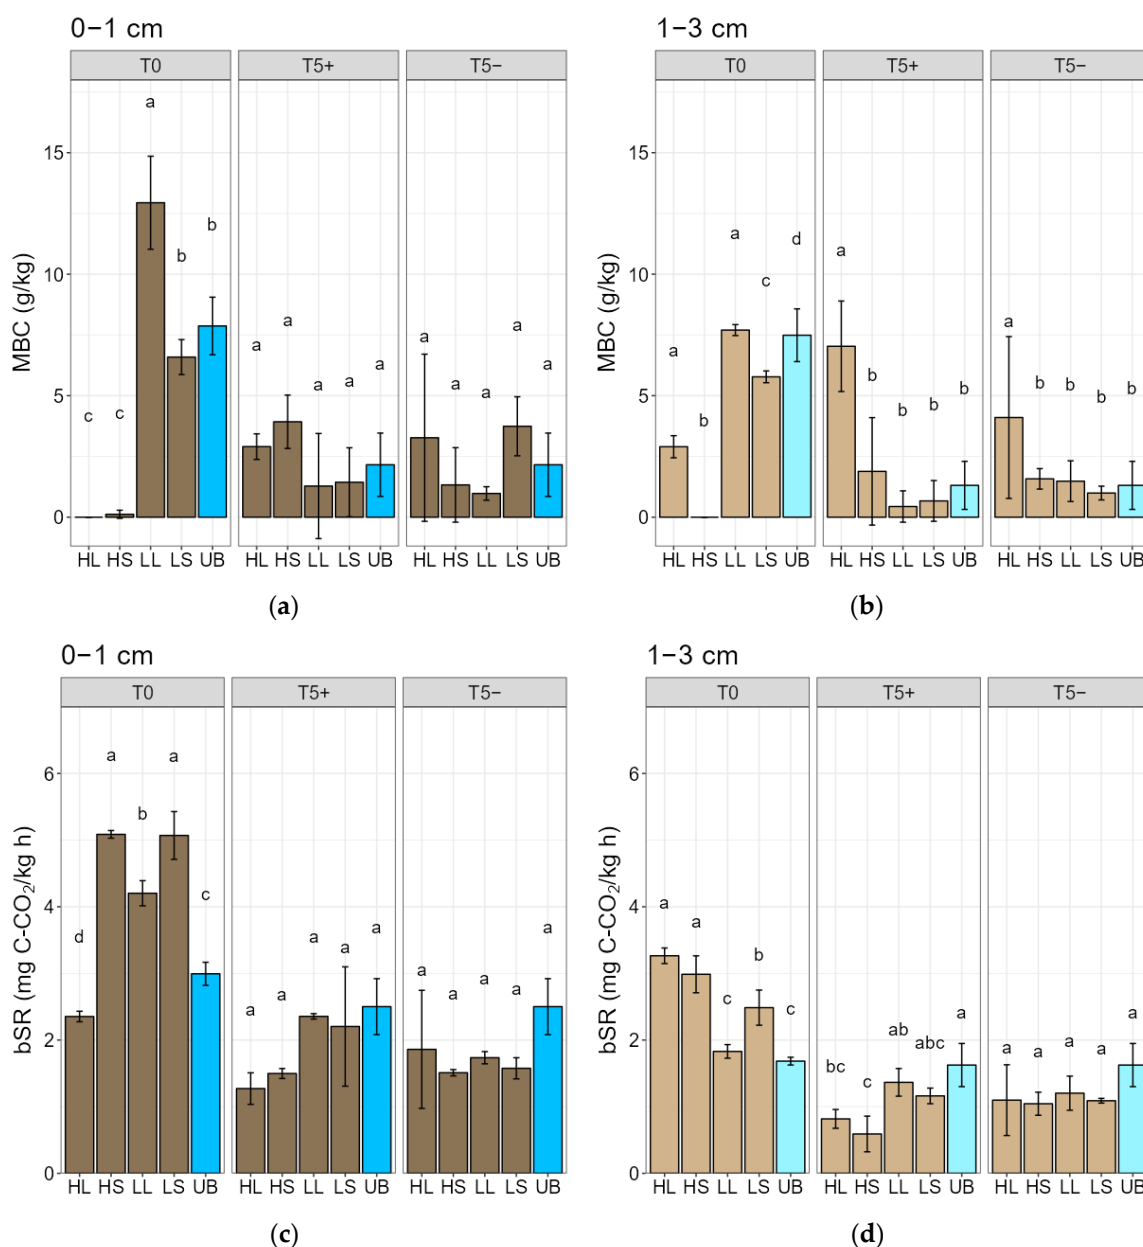 0−1 cm
T0 T5+ T5−
MBC (g/kg)
15
10
5
0
c c a b b
a a a a a
a a a a a
HL HS LL LS UB HL HS LL LS UB HL HS LL LS UB
(a)
1−3 cm
T0 T5+ T5−
MBC (g/kg)
15
10
5
0
a b a c d
a b b b b
a b b b b
HL HS LL LS UB HL HS LL LS UB HL HS LL LS UB
(b)
0−1 cm
T0 T5+ T5−
bSR (mg C-CO₂/kg h)
6
4
2
0
d a b a c
a a a a a
a a a a a
HL HS LL LS UB HL HS LL LS UB HL HS LL LS UB
(c)
1−3 cm
T0 T5+ T5−
bSR (mg C-CO₂/kg h)
6
4
2
0
a a c b c
bc c ab abc a
a a a a a
HL HS LL LS UB HL HS LL LS UB HL HS LL LS UB
(d)